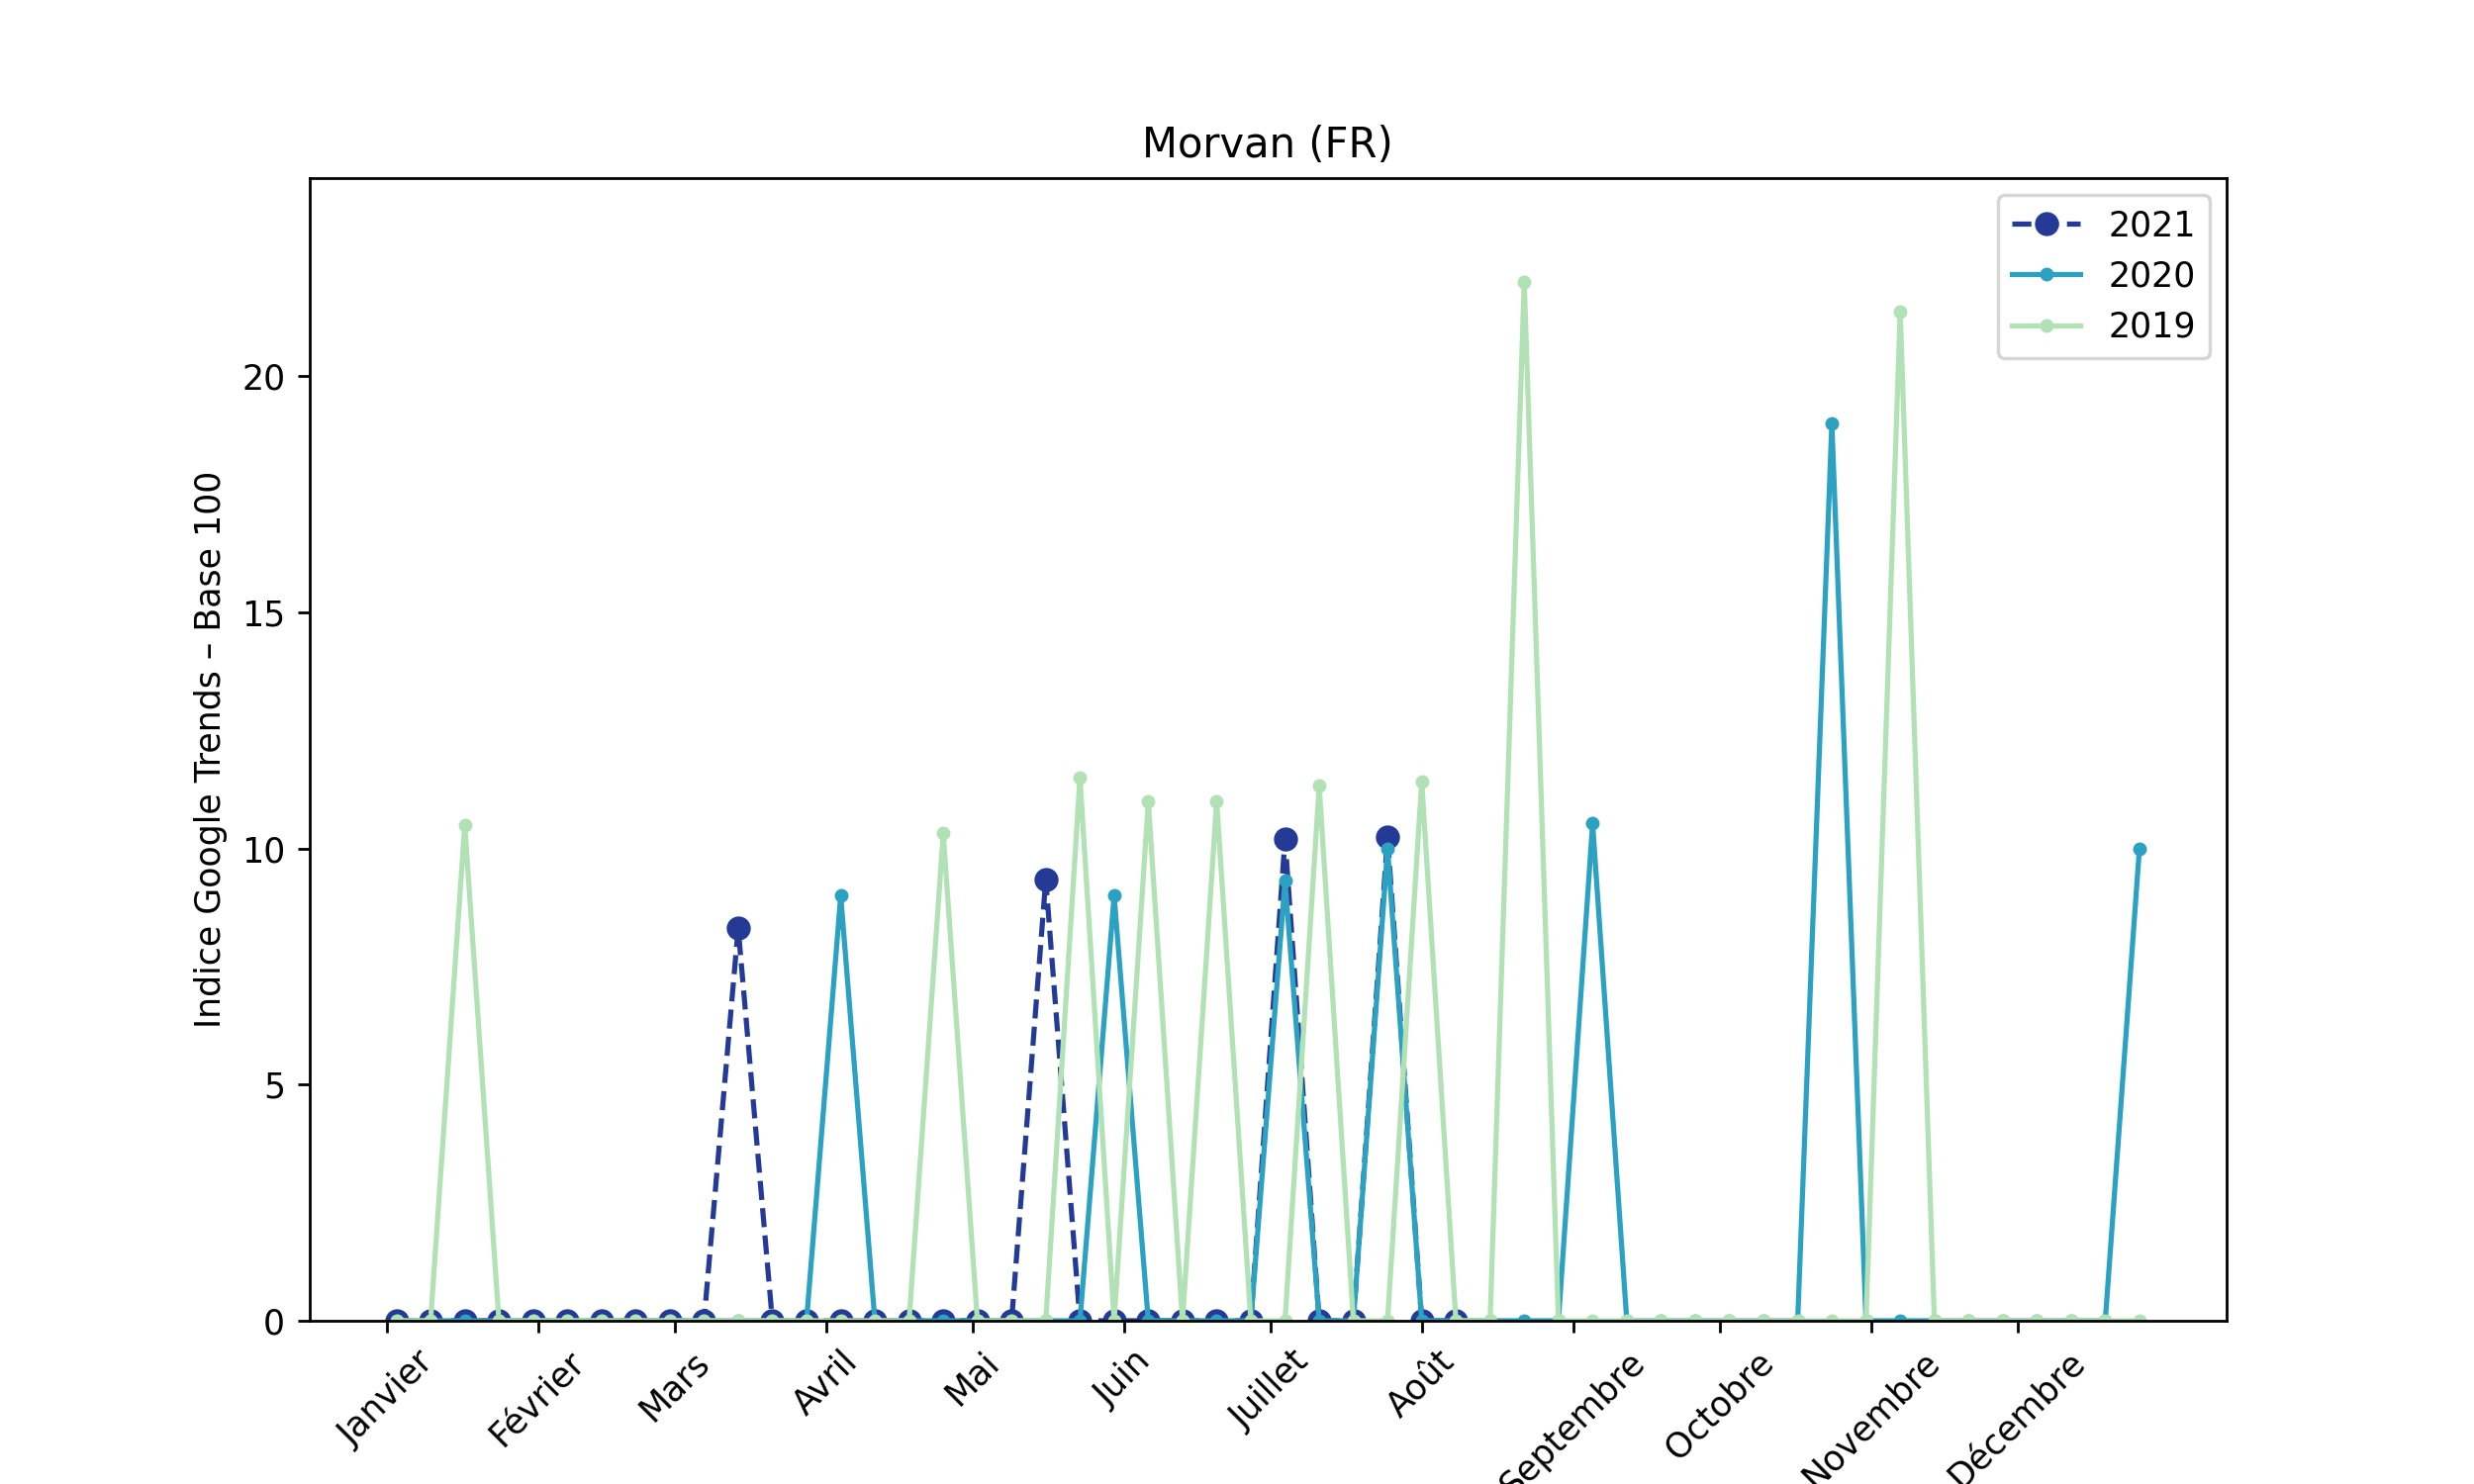 Morvan (FR)
2021
2020
2019
Indice Google Trends – Base 100
20
15
10
5
0
Janvier
Février
Mars
Avril
Mai
Juin
Juillet
Août
Septembre
Octobre
Novembre
Décembre